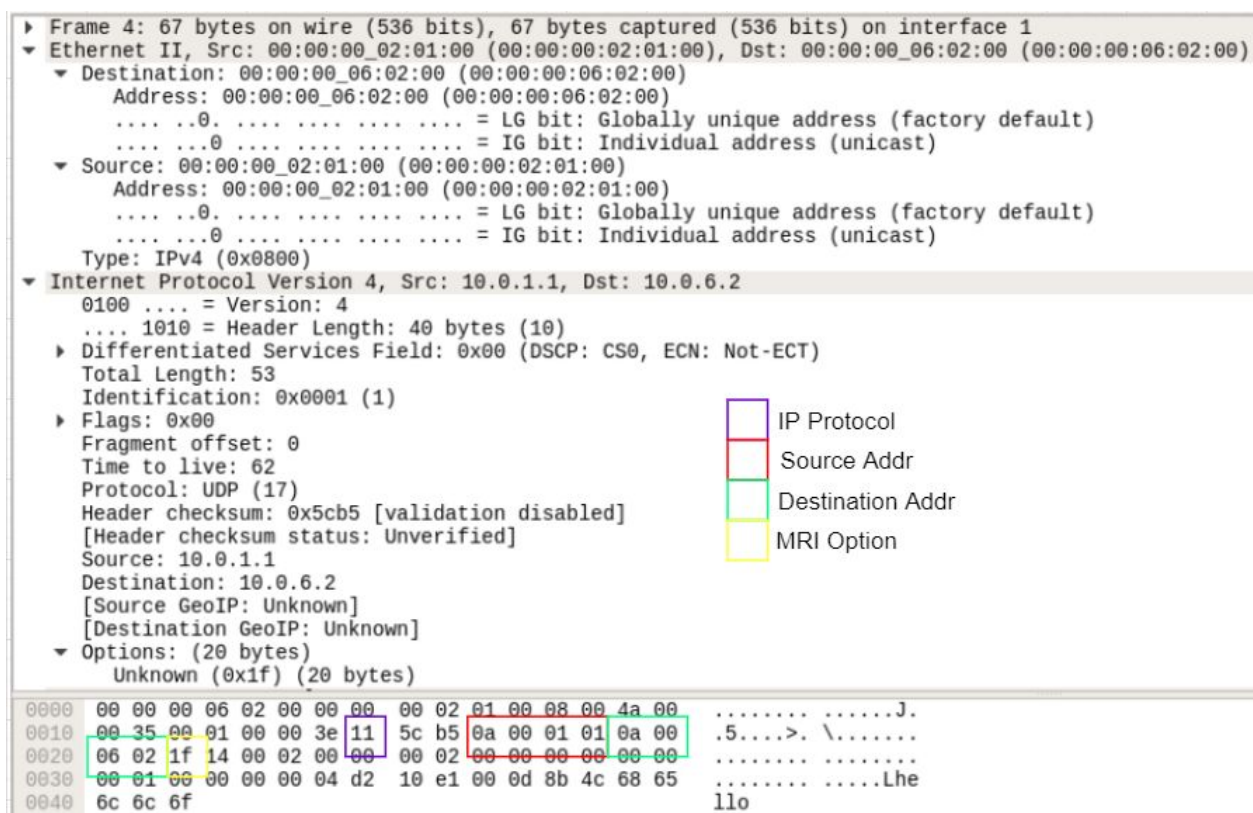 Frame 4: 67 bytes on wire (536 bits), 67 bytes captured (536 bits) on interface 1
Ethernet II, Src: 00:00:00_02:01:00 (00:00:00:02:01:00), Dst: 00:00:00_06:02:00 (00:00:00:06:02:00)
Destination: 00:00:00_06:02:00 (00:00:00:06:02:00)
Address: 00:00:00_06:02:00 (00:00:00:06:02:00)
.... ..0. .... .... .... .... = LG bit: Globally unique address (factory default)
.... ...0 .... .... .... .... = IG bit: Individual address (unicast)
Source: 00:00:00_02:01:00 (00:00:00:02:01:00)
Address: 00:00:00_02:01:00 (00:00:00:02:01:00)
.... ..0. .... .... .... .... = LG bit: Globally unique address (factory default)
.... ...0 .... .... .... .... = IG bit: Individual address (unicast)
Type: IPv4 (0x0800)
Internet Protocol Version 4, Src: 10.0.1.1, Dst: 10.0.6.2
0100 .... = Version: 4
.... 1010 = Header Length: 40 bytes (10)
Differentiated Services Field: 0x00 (DSCP: CS0, ECN: Not-ECT)
Total Length: 53
Identification: 0x0001 (1)
Flags: 0x00
Fragment offset: 0
Time to live: 62
Protocol: UDP (17)
Header checksum: 0x5cb5 [validation disabled]
[Header checksum status: Unverified]
Source: 10.0.1.1
Destination: 10.0.6.2
[Source GeoIP: Unknown]
[Destination GeoIP: Unknown]
Options: (20 bytes)
Unknown (0x1f) (20 bytes)
IP Protocol
Source Addr
Destination Addr
MRI Option
0000 00 00 00 06 02 00 00 00 00 02 01 00 08 00 4a 00 ........ ......J.
0010 00 35 00 01 00 00 3e 11 5c b5 0a 00 01 01 0a 00 .5....>. \.......
0020 06 02 1f 14 00 02 00 00 00 02 00 00 00 00 00 00 ........ ........
0030 00 01 00 00 00 00 04 d2 10 e1 00 0d 8b 4c 68 65 ........ .....Lhe
0040 6c 6c 6f llo